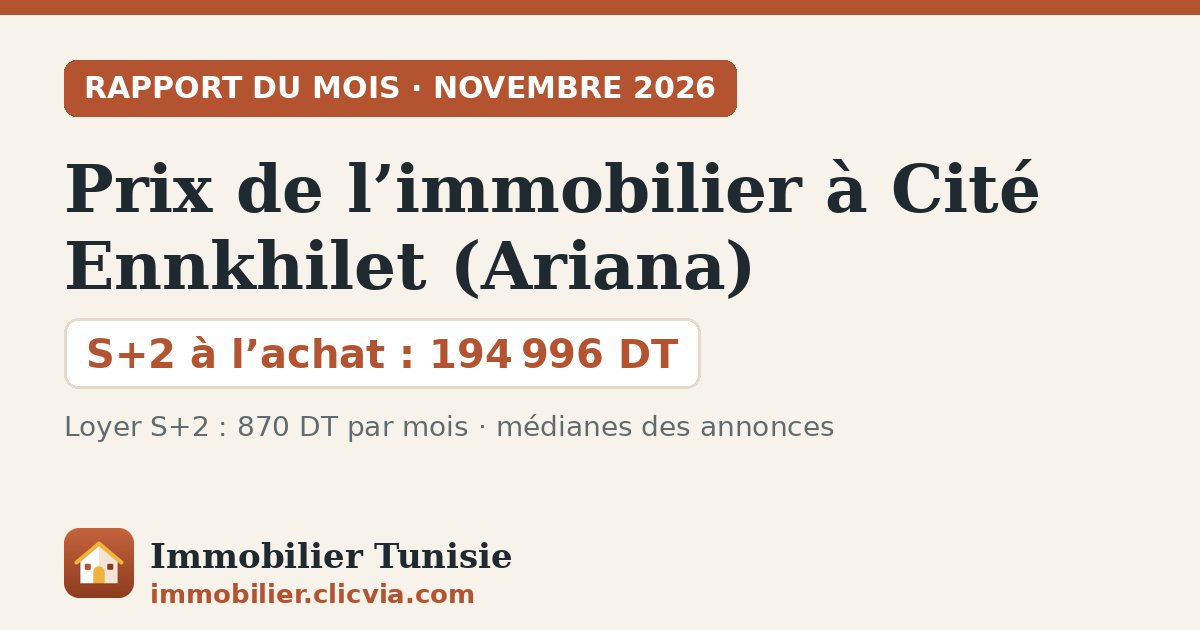 RAPPORT DU MOIS · NOVEMBRE 2026
Prix de l’immobilier à Cité
Ennkhilet (Ariana)
S+2 à l’achat : 194 996 DT
Loyer S+2 : 870 DT par mois · médianes des annonces
Immobilier Tunisie
immobilier.clicvia.com